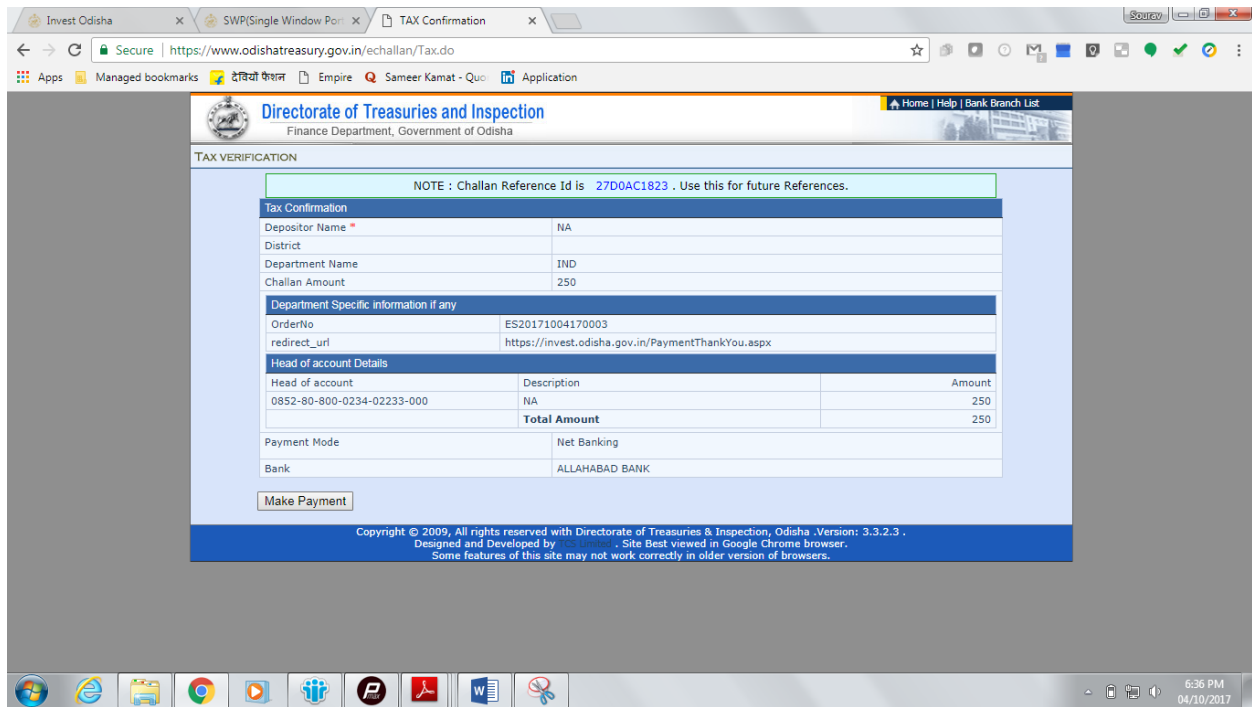 Invest Odisha
SWP(Single Window Por
TAX Confirmation
Sourav
Secure | https://www.odishatreasury.gov.in/echallan/Tax.do
Apps Managed bookmarks देवियों फैशन Empire Sameer Kamat - Quo Application
Directorate of Treasuries and Inspection
Finance Department, Government of Odisha
Home | Help | Bank Branch List
TAX VERIFICATION
NOTE : Challan Reference Id is 27D0AC1823 . Use this for future References.
Tax Confirmation
Depositor Name * NA
District
Department Name IND
Challan Amount 250
Department Specific information if any
OrderNo ES20171004170003
redirect_url https://invest.odisha.gov.in/PaymentThankYou.aspx
Head of account Details
Head of account Description Amount
0852-80-800-0234-02233-000 NA 250
Total Amount 250
Payment Mode Net Banking
Bank ALLAHABAD BANK
Make Payment
Copyright © 2009, All rights reserved with Directorate of Treasuries & Inspection, Odisha .Version: 3.3.2.3 .
Designed and Developed by TCS Limited . Site Best viewed in Google Chrome browser.
Some features of this site may not work correctly in older version of browsers.
6:36 PM
04/10/2017